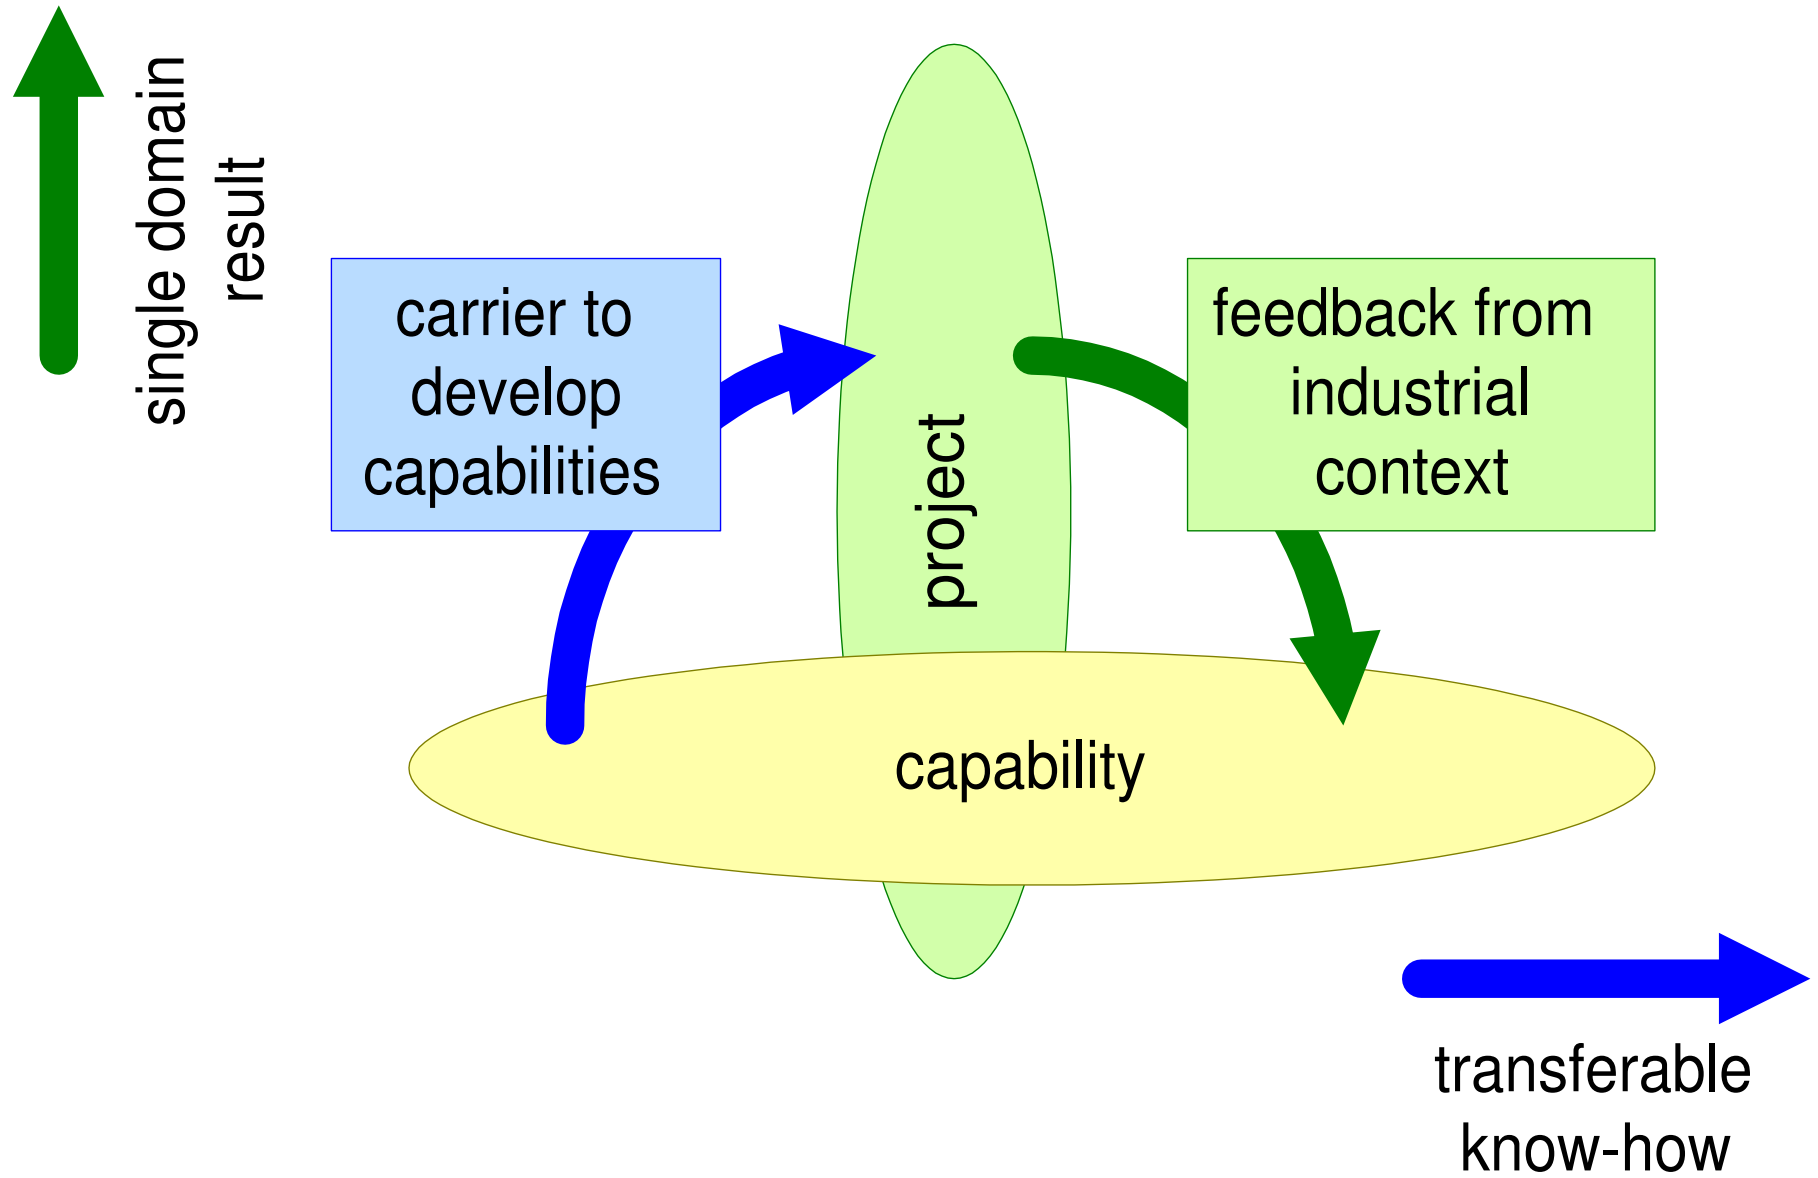 single domain
result
carrier to
develop
capabilities
project
feedback from
industrial
context
capability
transferable
know-how